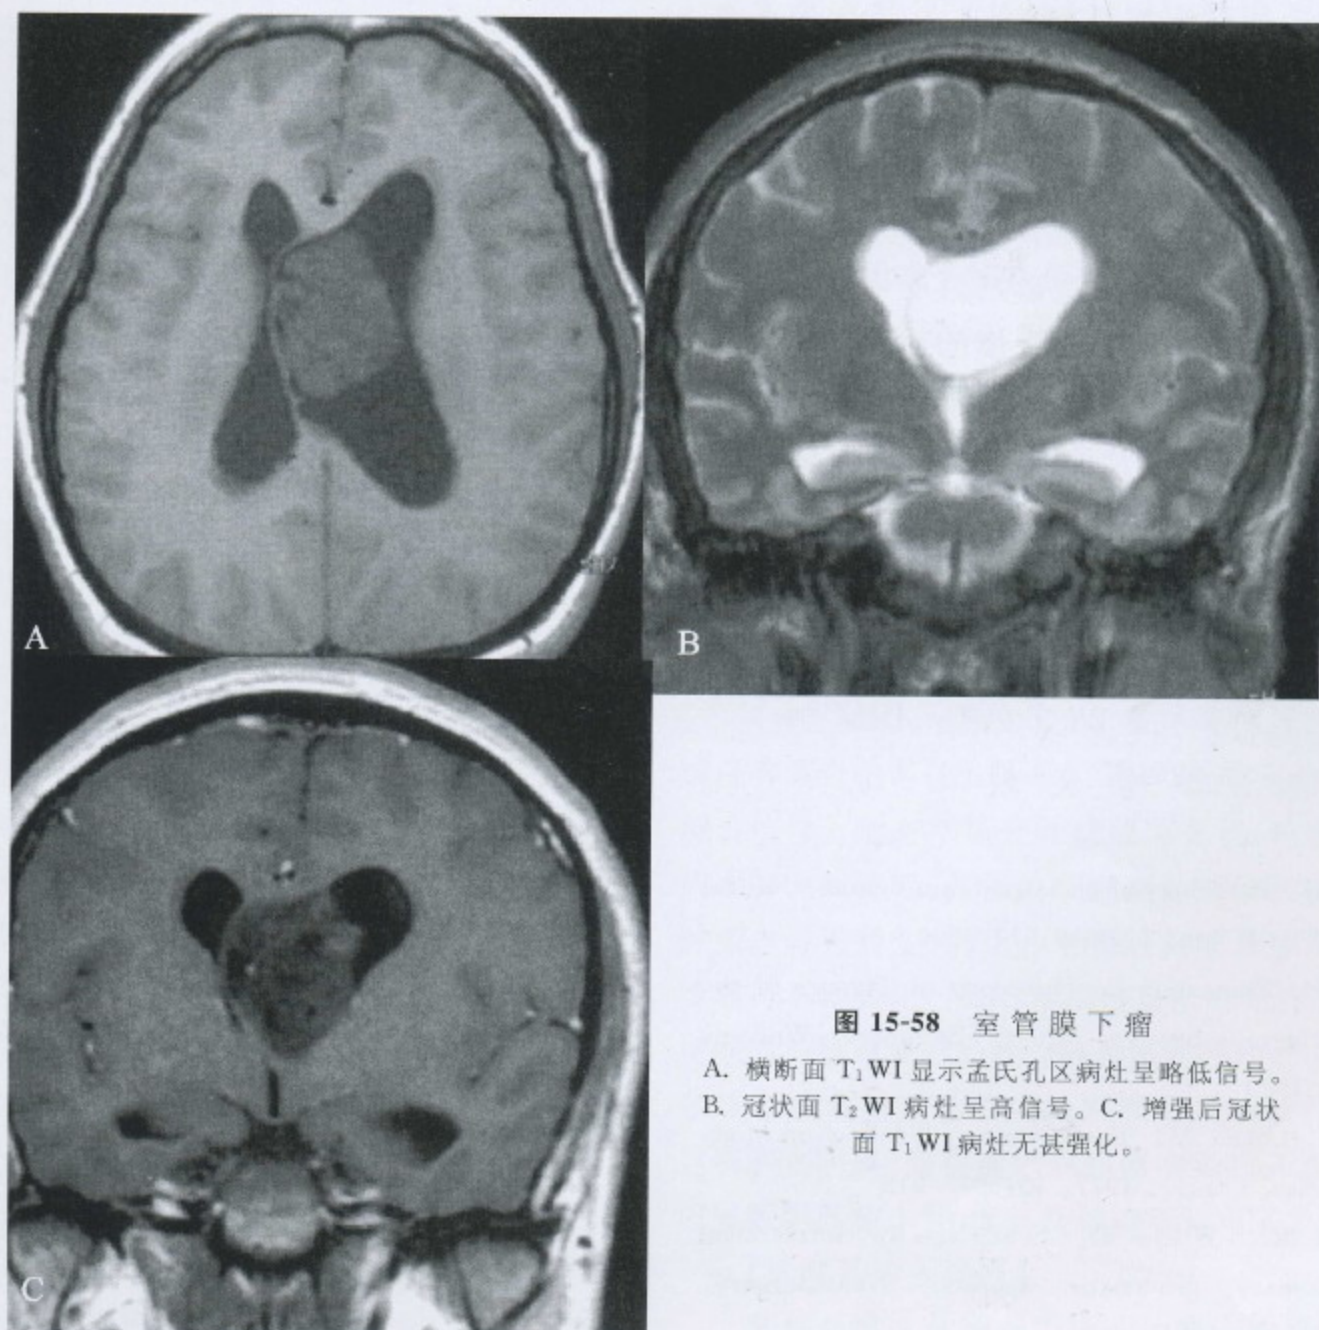 A
B
C
图 15-58 室管膜下瘤
A. 横断面 T₁WI 显示孟氏孔区病灶呈略低信号。
B. 冠状面 T₂WI 病灶呈高信号。C. 增强后冠状
面 T₁WI 病灶无甚强化。